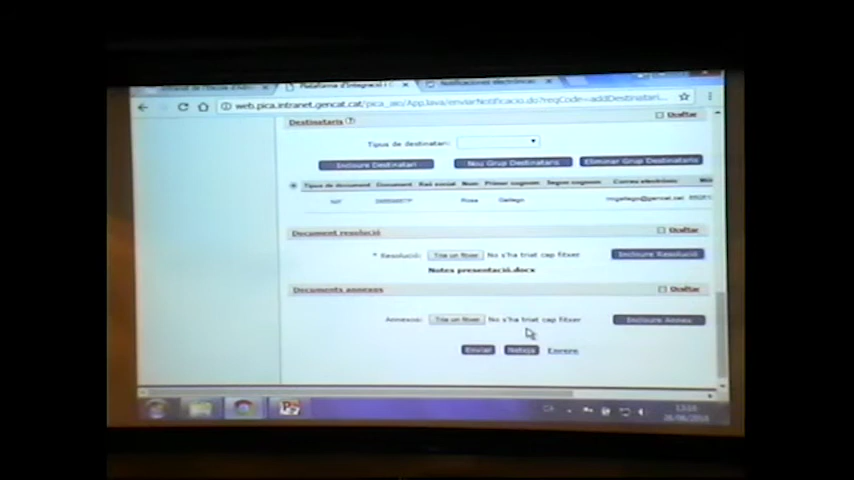 Plataforma d'Integració i C
Notificacions electròniques
web.pica.intranet.gencat.cat/pica_aio/AppJava/enviarNotificacio.do?reqCode=addDestinatari...
Destinataris
Ocultar
Tipus de destinatari:
Incloure Destinatari
Nou Grup Destinataris
Eliminar Grup Destinataris
Tipus de document Document Raó social Nom Primer cognom Segon cognom Correu electrònic
NIF Rosa Gallego
Document resolució
Ocultar
* Resolució: Tria un fitxer No s'ha triat cap fitxer
Incloure Resolució
Notes presentació.docx
Documents annexos
Ocultar
Annexos: Tria un fitxer No s'ha triat cap fitxer
Incloure Annex
Enviar Neteja Enrere
13:16